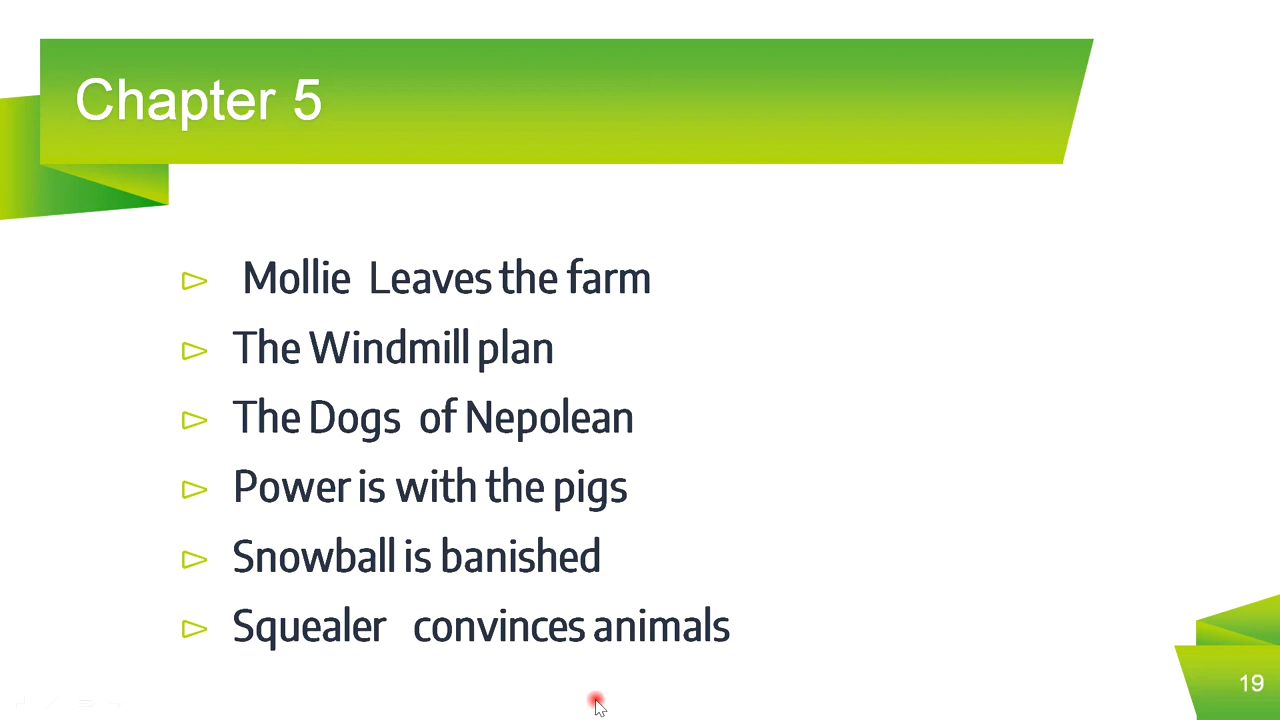 Chapter 5
Mollie Leaves the farm
The Windmill plan
The Dogs of Nepolean
Power is with the pigs
Snowball is banished
Squealer convinces animals
19